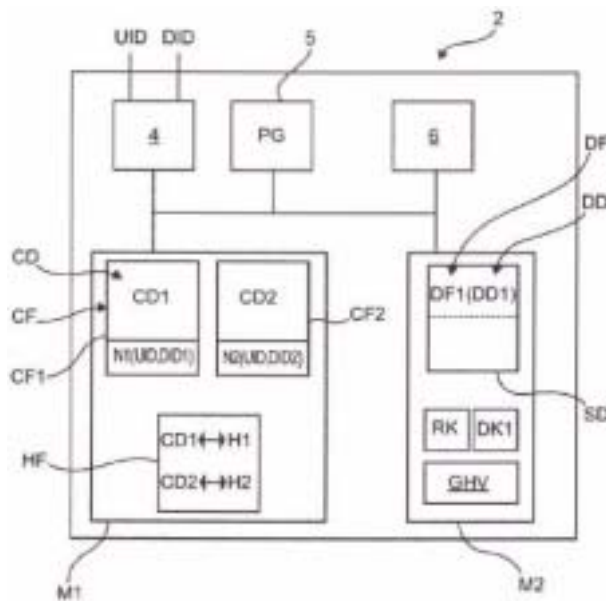 UID DID
5
2
4
PG
6
DF
DD
CD
CD1
CD2
DF1(DD1)
CF
CF2
N1(UID,DID1)
N2(UID,DID2)
CF1
SD
RK
DK1
CD1↔H1
HF
CD2↔H2
GHV
M1
M2